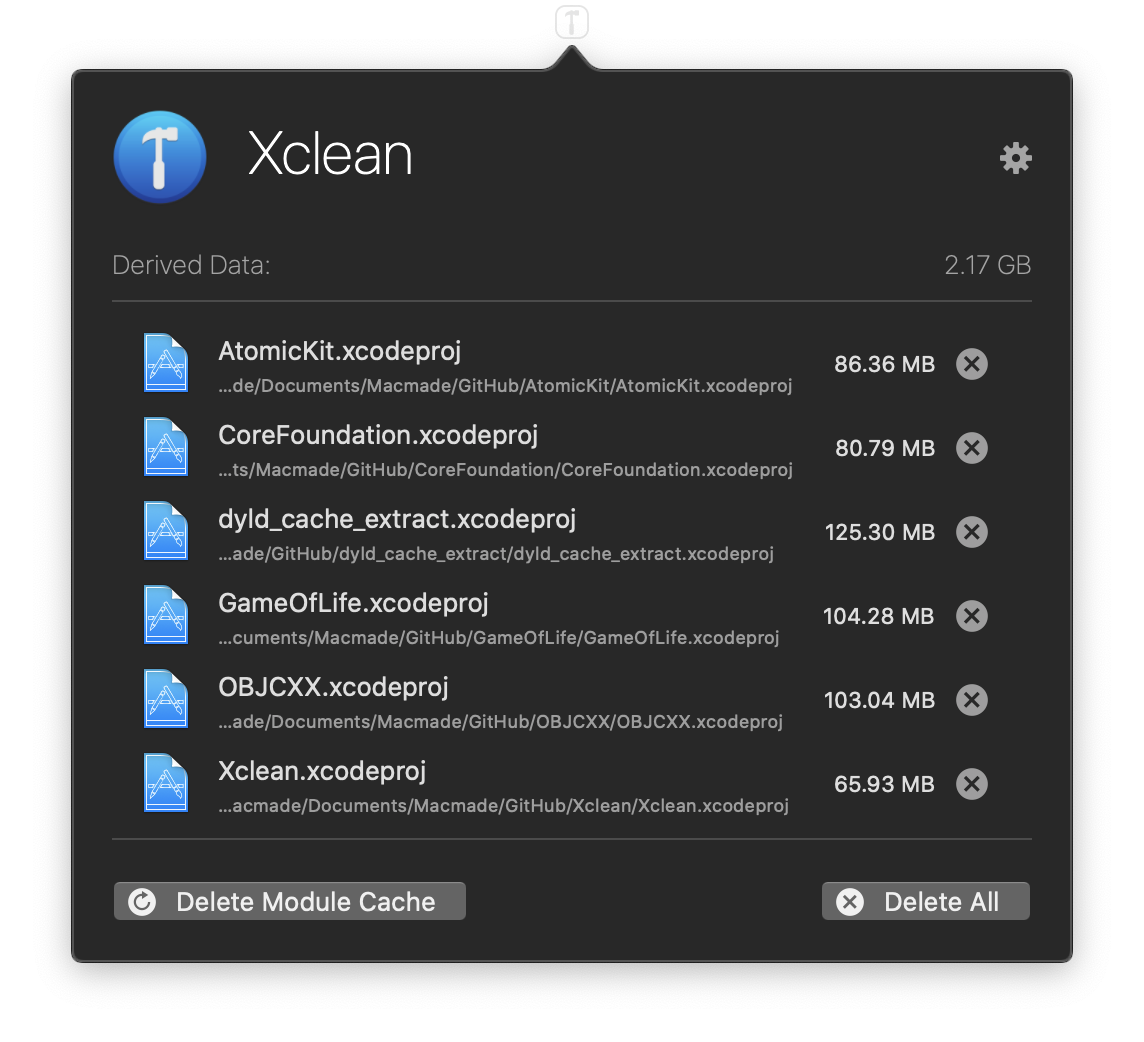 Xclean
Derived Data: 2.17 GB
AtomicKit.xcodeproj
...de/Documents/Macmade/GitHub/AtomicKit/AtomicKit.xcodeproj
86.36 MB
CoreFoundation.xcodeproj
...ts/Macmade/GitHub/CoreFoundation/CoreFoundation.xcodeproj
80.79 MB
dyld_cache_extract.xcodeproj
...ade/GitHub/dyld_cache_extract/dyld_cache_extract.xcodeproj
125.30 MB
GameOfLife.xcodeproj
...cuments/Macmade/GitHub/GameOfLife/GameOfLife.xcodeproj
104.28 MB
OBJCXX.xcodeproj
...ade/Documents/Macmade/GitHub/OBJCXX/OBJCXX.xcodeproj
103.04 MB
Xclean.xcodeproj
...acmade/Documents/Macmade/GitHub/Xclean/Xclean.xcodeproj
65.93 MB
Delete Module Cache
Delete All